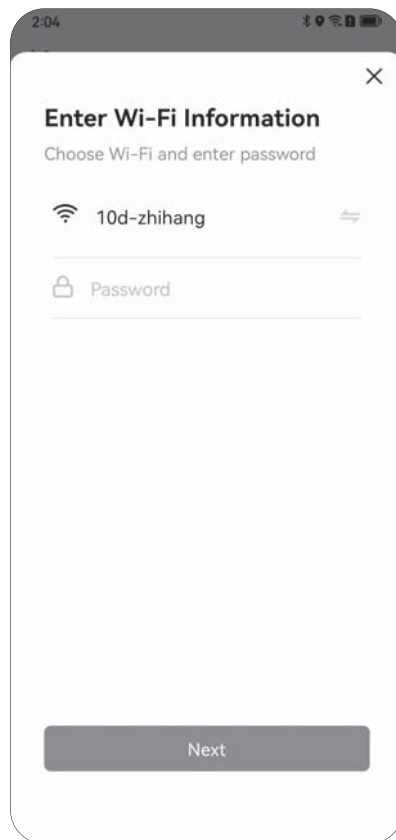 2:04
Enter Wi-Fi Information
Choose Wi-Fi and enter password
10d-zhihang
Password
Next